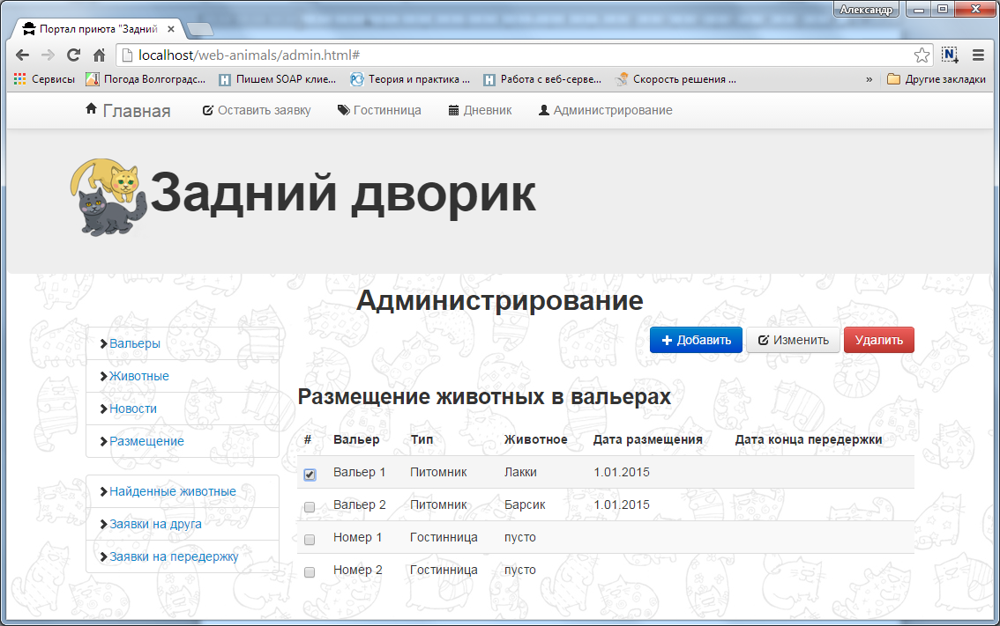 Александр
Портал приюта "Задний
localhost/web-animals/admin.html#
Сервисы Погода Волгоградс... Пишем SOAP клие... Теория и практика ... Работа с веб-серве... Скорость решения ... » Другие закладки
Главная Оставить заявку Гостинница Дневник Администрирование
Задний дворик
Администрирование
Добавить Изменить Удалить
Вальеры
Животные
Новости
Размещение
Найденные животные
Заявки на друга
Заявки на передержку
Размещение животных в вальерах
# Вальер Тип Животное Дата размещения Дата конца передержки
Вальер 1 Питомник Лакки 1.01.2015
Вальер 2 Питомник Барсик 1.01.2015
Номер 1 Гостинница пусто
Номер 2 Гостинница пусто